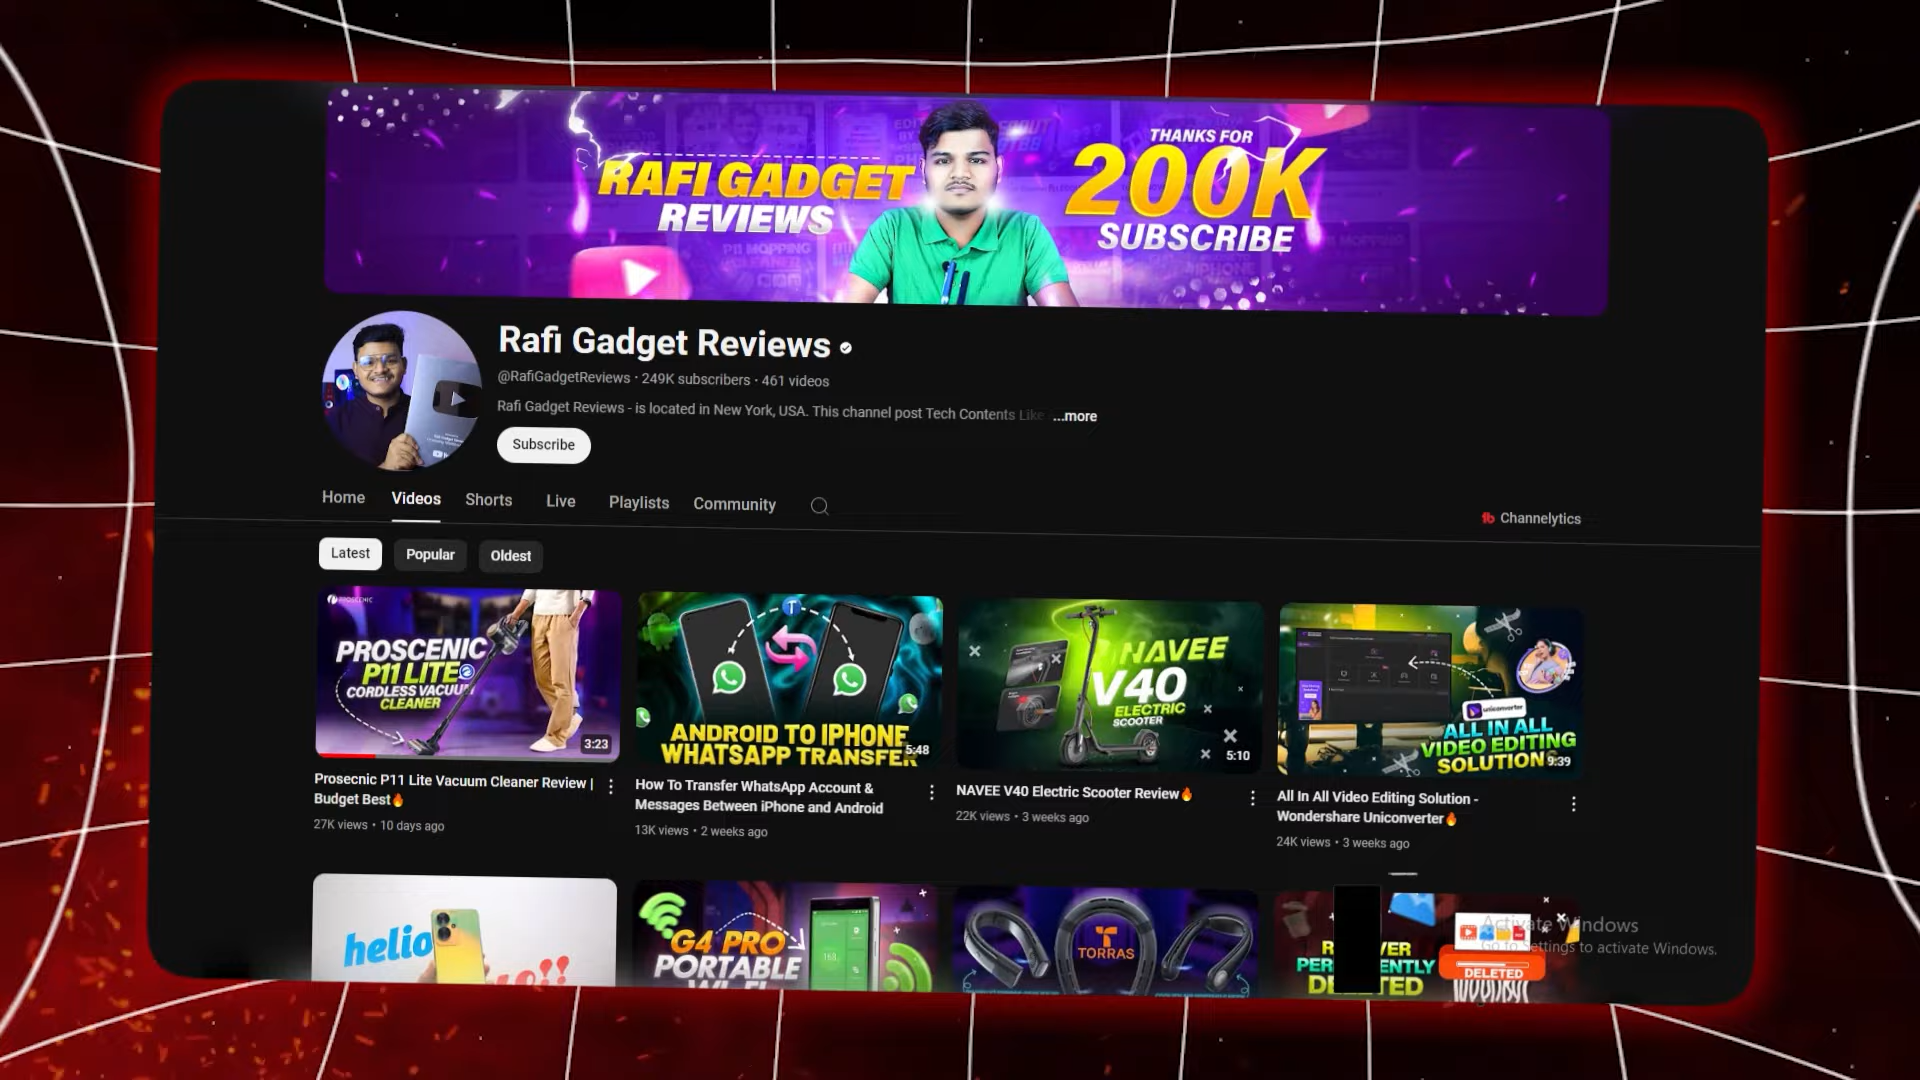 THANKS FOR
RAFI GADGET
REVIEWS
200K
SUBSCRIBE
Rafi Gadget Reviews
@RafiGadgetReviews · 249K subscribers · 461 videos
Rafi Gadget Reviews - is located in New York, USA. This channel post Tech Contents Like ...more
Subscribe
Home Videos Shorts Live Playlists Community
Channelytics
Latest Popular Oldest
PROSCENIC
PROSCENIC
P11 LITE
CORDLESS VACUUM
CLEANER
3:23
Prosecnic P11 Lite Vacuum Cleaner Review |
Budget Best🔥
27K views • 10 days ago
ANDROID TO IPHONE
WHATSAPP TRANSFER
5:48
How To Transfer WhatsApp Account &
Messages Between iPhone and Android
13K views • 2 weeks ago
NAVEE
V40
ELECTRIC
SCOOTER
5:10
NAVEE V40 Electric Scooter Review🔥
22K views • 3 weeks ago
uniconverter
ALL IN ALL
VIDEO EDITING
SOLUTION
9:39
All In All Video Editing Solution -
Wondershare Uniconverter🔥
24K views • 3 weeks ago
helio
G4 PRO
PORTABLE
WI-FI
TORRAS
DELETED
Activate Windows
Go to Settings to activate Windows.